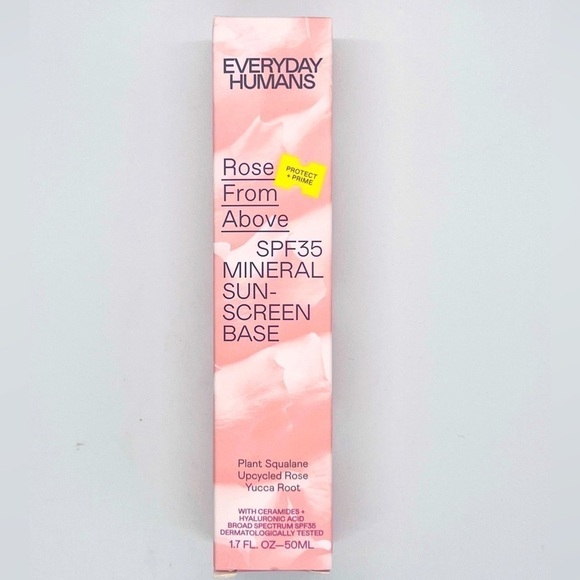 EVERYDAY
HUMANS
Rose
From
Above
PROTECT
+ PRIME
SPF35
MINERAL
SUN-
SCREEN
BASE
Plant Squalane
Upcycled Rose
Yucca Root
WITH CERAMIDES +
HYALURONIC ACID
BROAD SPECTRUM SPF35
DERMATOLOGICALLY TESTED
1.7 FL. OZ—50ML